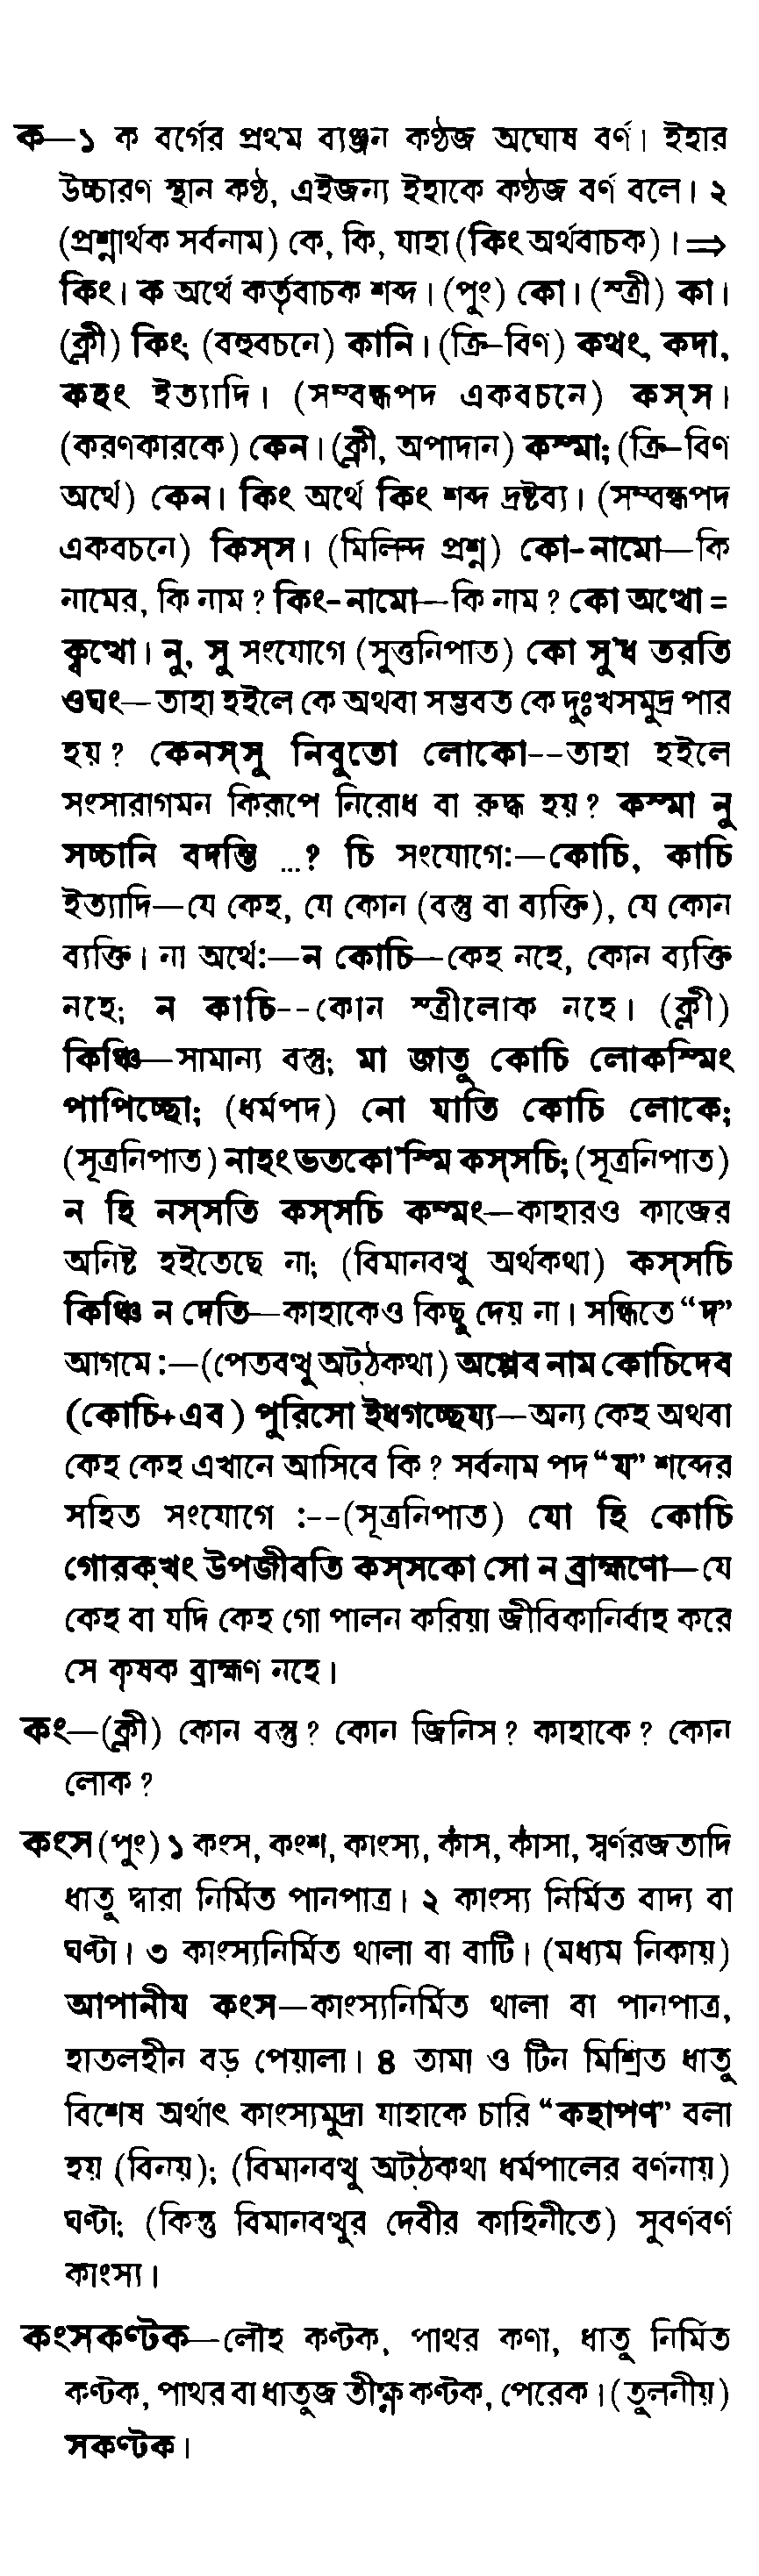 ক—১ ক বর্গের প্রথম ব্যঞ্জন কণ্ঠজ অঘোষ বর্ণ। ইহার
উচ্চারণ স্থান কণ্ঠ, এইজন্য ইহাকে কণ্ঠজ বর্ণ বলে। ২
(প্রশ্নার্থক সর্বনাম) কে, কি, যাহা (কিং অর্থবাচক)।⇒
কিং। ক অর্থে কর্তৃবাচক শব্দ। (পুং) কো। (স্ত্রী) কা।
(ক্লী) কিং; (বহুবচনে) কানি। (ক্রি-বিণ) কথং, কদা,
কহং ইত্যাদি। (সম্বন্ধপদ একবচনে) কস্‌স।
(করণকারকে) কেন। (ক্লী, অপাদান) কস্মা; (ক্রি-বিণ
অর্থে) কেন। কিং অর্থে কিং শব্দ দ্রষ্টব্য। (সম্বন্ধপদ
একবচনে) কিস্‌স। (মিলিন্দ প্রশ্ন) কো-নামো—কি
নামের, কি নাম? কিং-নামো—কি নাম? কো অত্থো =
ক্বত্থো। নু, সু সংযোগে (সুত্তনিপাত) কো সু'ধ তরতি
ওঘং— তাহা হইলে কে অথবা সম্ভবত কে দুঃখসমুদ্র পার
হয়? কেনস্‌সু নিবুতো লোকো--তাহা হইলে
সংসারাগমন কিরূপে নিরোধ বা রুদ্ধ হয়? কস্মা নু
সচ্চানি বদন্তি ...? চি সংযোগে:—কোচি, কাচি
ইত্যাদি—যে কেহ, যে কোন (বস্তু বা ব্যক্তি), যে কোন
ব্যক্তি। না অর্থে:—ন কোচি—কেহ নহে, কোন ব্যক্তি
নহে; ন কাচি--কোন স্ত্রীলোক নহে। (ক্লী)
কিঞ্চি—সামান্য বস্তু; মা জাতু কোচি লোকস্মিং
পাপিচ্ছো; (ধর্মপদ) নো যাতি কোচি লোকে;
(সূত্রনিপাত) নাহং ভতকো'স্মি কস্‌সচি; (সূত্রনিপাত)
ন হি নস্‌সতি কস্‌সচি কম্মং—কাহারও কাজের
অনিষ্ট হইতেছে না; (বিমানবত্থু অর্থকথা) কস্‌সচি
কিঞ্চি ন দেতি—কাহাকেও কিছু দেয় না। সন্ধিতে “দ”
আগমে :—(পেতবত্থু অট্‌ঠকথা) অপ্পেব নাম কোচিদেব
(কোচি+এব ) পুরিসো ইধগচ্ছেয্য—অন্য কেহ অথবা
কেহ কেহ এখানে আসিবে কি? সর্বনাম পদ “য” শব্দের
সহিত সংযোগে :--(সূত্রনিপাত) যো হি কোচি
গোরক্‌খং উপজীবতি কস্‌সকো সো ন ব্রাহ্মণো—যে
কেহ বা যদি কেহ গো পালন করিয়া জীবিকানির্বাহ করে
সে কৃষক ব্রাহ্মণ নহে।
কং—(ক্লী) কোন বস্তু? কোন জিনিস? কাহাকে? কোন
লোক?
কংস (পুং) ১ কংস, কংশ, কাংস্য, কাঁস, কাঁসা, স্বর্ণরজতাদি
ধাতু দ্বারা নির্মিত পানপাত্র। ২ কাংস্য নির্মিত বাদ্য বা
ঘণ্টা। ৩ কাংস্যনির্মিত থালা বা বাটি। (মধ্যম নিকায়)
আপানীয কংস—কাংস্যনির্মিত থালা বা পানপাত্র,
হাতলহীন বড় পেয়ালা। ৪ তামা ও টিন মিশ্রিত ধাতু
বিশেষ অর্থাৎ কাংস্যমুদ্রা যাহাকে চারি “কহাপণ” বলা
হয় (বিনয়); (বিমানবত্থু অট্‌ঠকথা ধর্মপালের বর্ণনায়)
ঘণ্টা; (কিন্তু বিমানবত্থুর দেবীর কাহিনীতে) সুবর্ণবর্ণ
কাংস্য।
কংসকণ্টক—লৌহ কণ্টক, পাথর কণা, ধাতু নির্মিত
কণ্টক, পাথর বা ধাতুজ তীক্ষ্ণ কণ্টক, পেরেক। (তুলনীয়)
সকণ্টক।